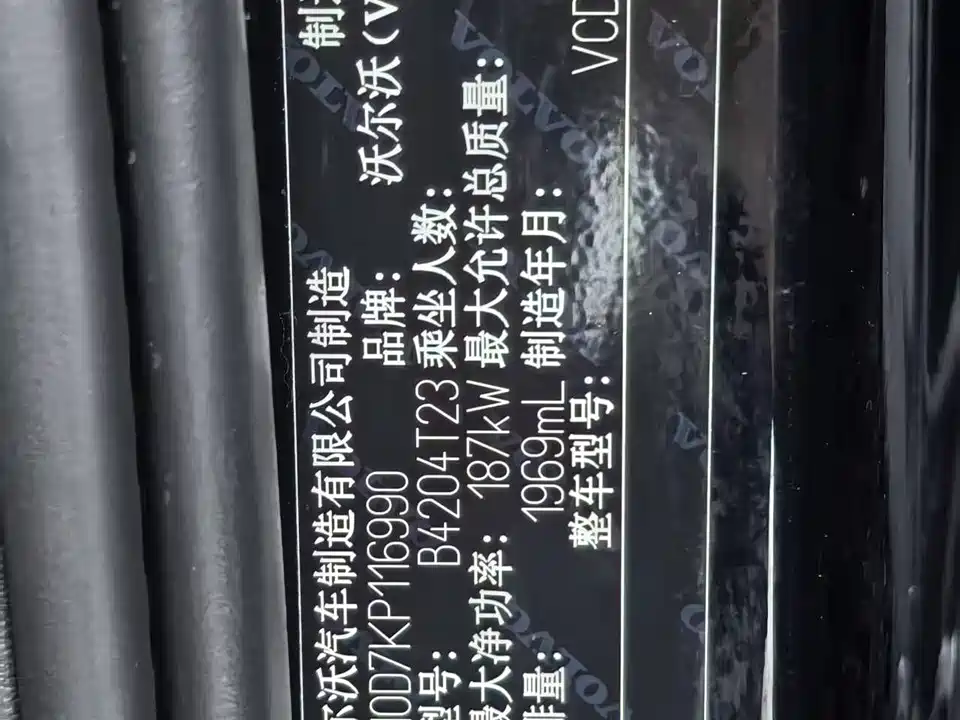 尔沃汽车制造有限公司制造 制造
0D7KP116990 品牌: 沃尔沃(V
型号: B4204T23 乘坐人数:
最大净功率: 187kW 最大允许总质量:
排量: 1969mL 制造年月:
整车型号: VCD